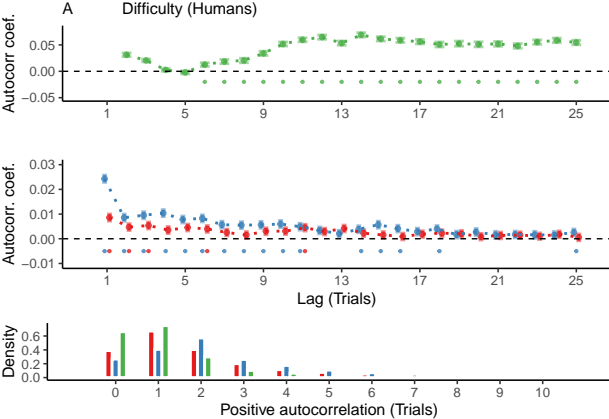 A Difficulty (Humans)
Autocorr coef.
0.05
0.00
−0.05
1 5 9 13 17 21 25
Autocorr. coef.
0.03
0.02
0.01
0.00
−0.01
1 5 9 13 17 21 25
Lag (Trials)
Density
0.6
0.4
0.2
0.0
0 1 2 3 4 5 6 7 8 9 10
Positive autocorrelation (Trials)